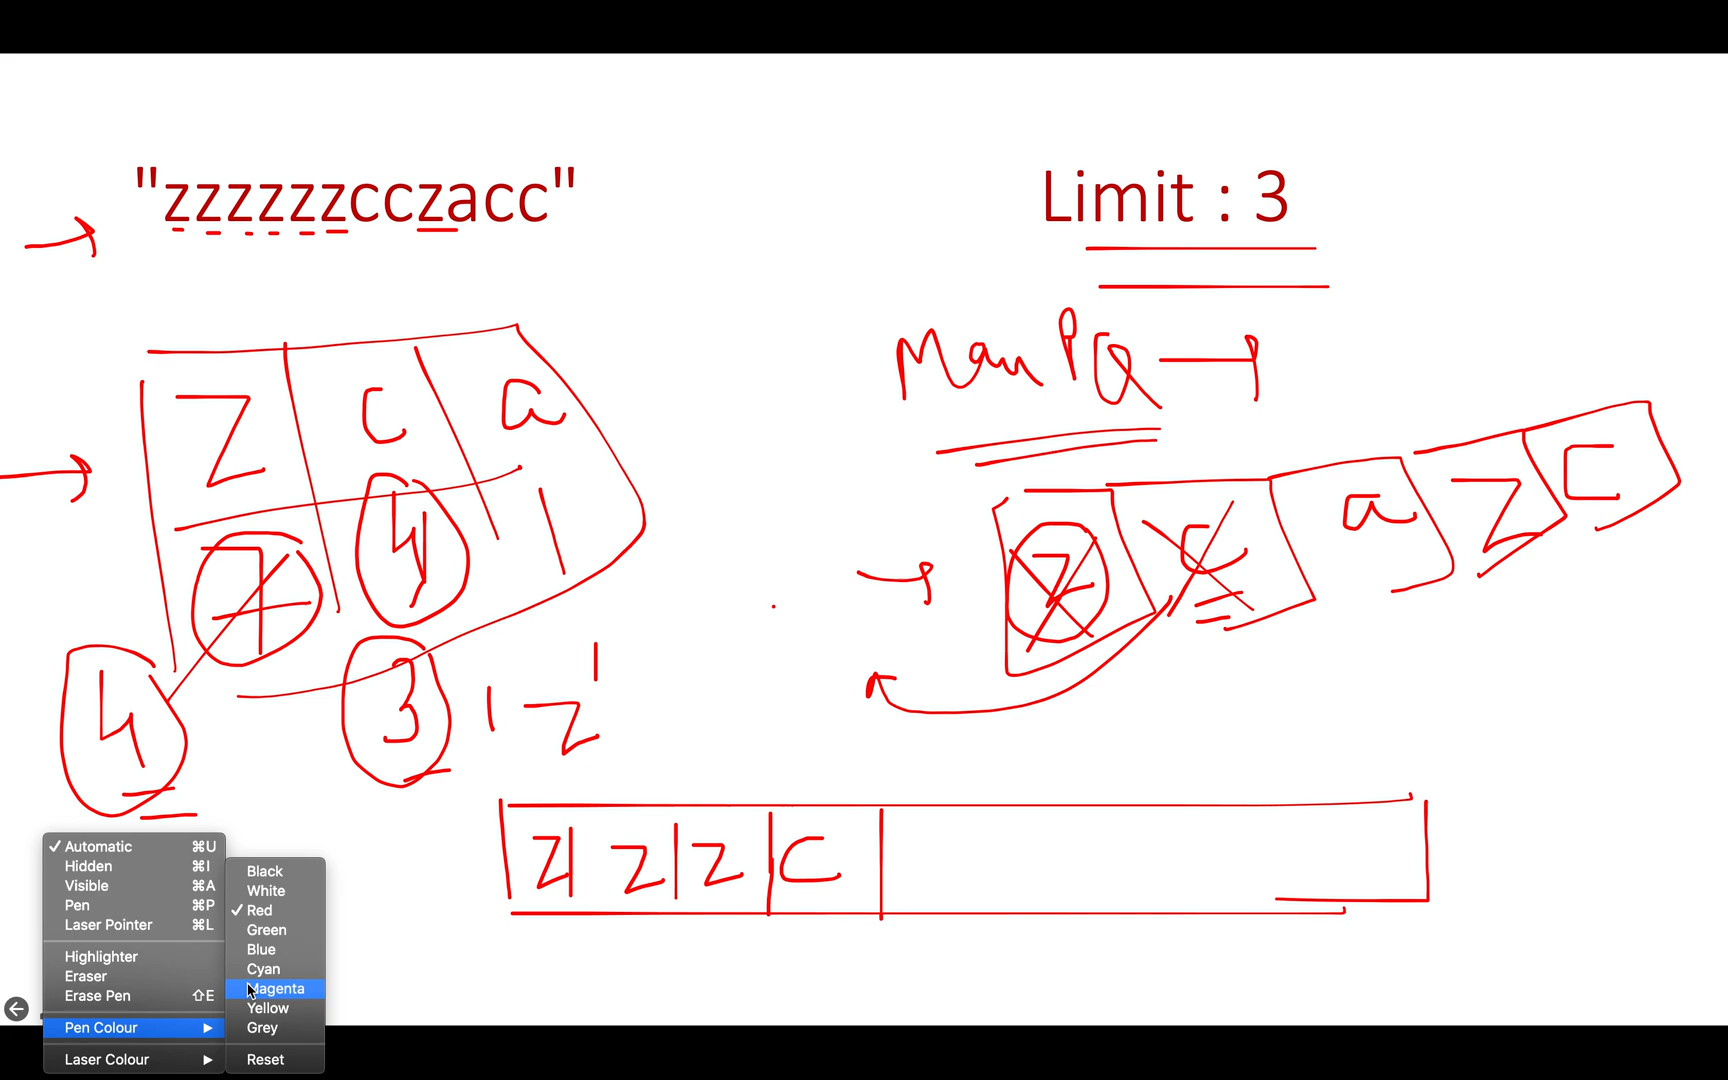 "zzzzzzcczacc"
Limit : 3
Max PQ
z c a
7 4 1
4 3 1 z 1
z c a z c
z z z c
Automatic ⌘U
Hidden ⌘I
Visible ⌘A
Pen ⌘P
Laser Pointer ⌘L
Highlighter
Eraser
Erase Pen ⇧E
Pen Colour
Laser Colour
Black
White
Red
Green
Blue
Cyan
Magenta
Yellow
Grey
Reset